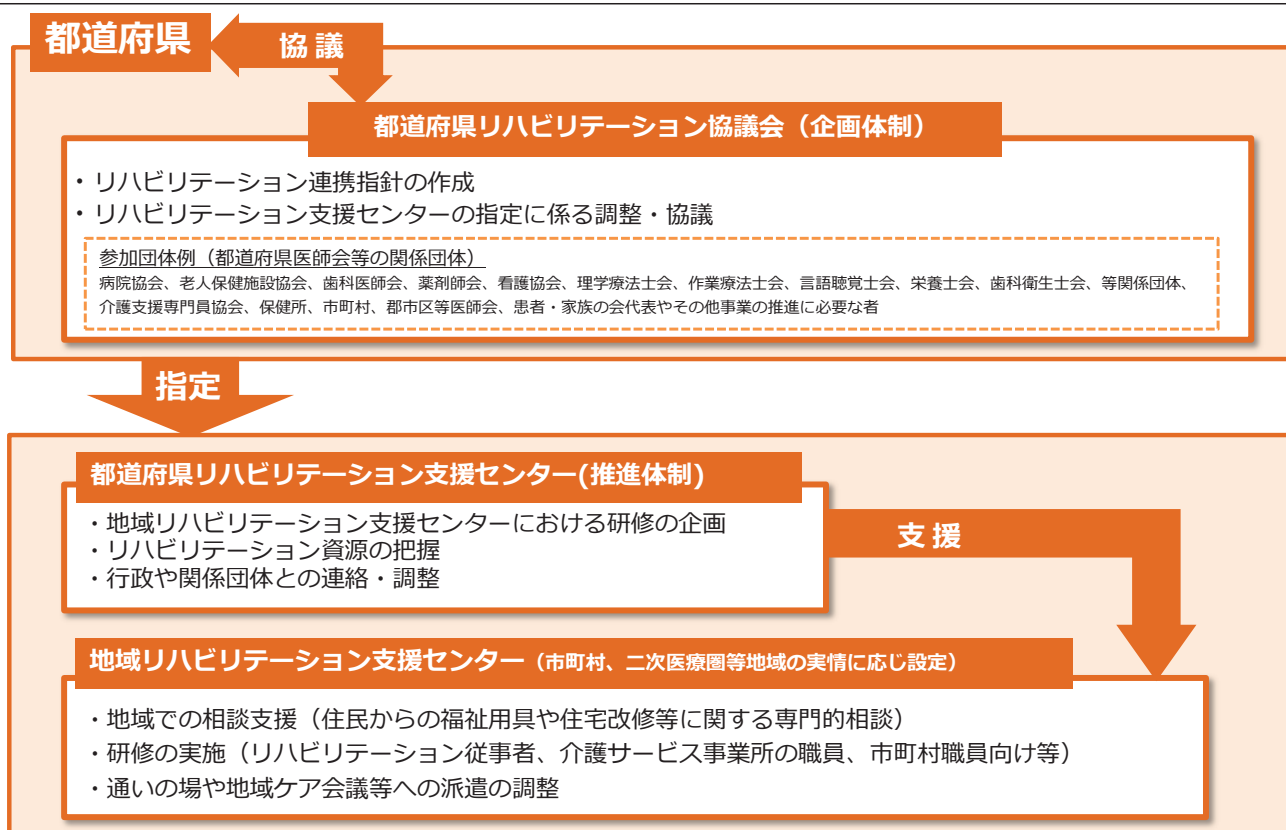 都道府県
協議
都道府県リハビリテーション協議会（企画体制）
・リハビリテーション連携指針の作成
・リハビリテーション支援センターの指定に係る調整・協議
参加団体例（都道府県医師会等の関係団体）
病院協会、老人保健施設協会、歯科医師会、薬剤師会、看護協会、理学療法士会、作業療法士会、言語聴覚士会、栄養士会、歯科衛生士会、等関係団体、
介護支援専門員協会、保健所、市町村、郡市区等医師会、患者・家族の会代表やその他事業の推進に必要な者
指定
都道府県リハビリテーション支援センター(推進体制)
・地域リハビリテーション支援センターにおける研修の企画
・リハビリテーション資源の把握
・行政や関係団体との連絡・調整
支援
地域リハビリテーション支援センター（市町村、二次医療圏等地域の実情に応じ設定）
・地域での相談支援（住民からの福祉用具や住宅改修等に関する専門的相談）
・研修の実施（リハビリテーション従事者、介護サービス事業所の職員、市町村職員向け等）
・通いの場や地域ケア会議等への派遣の調整